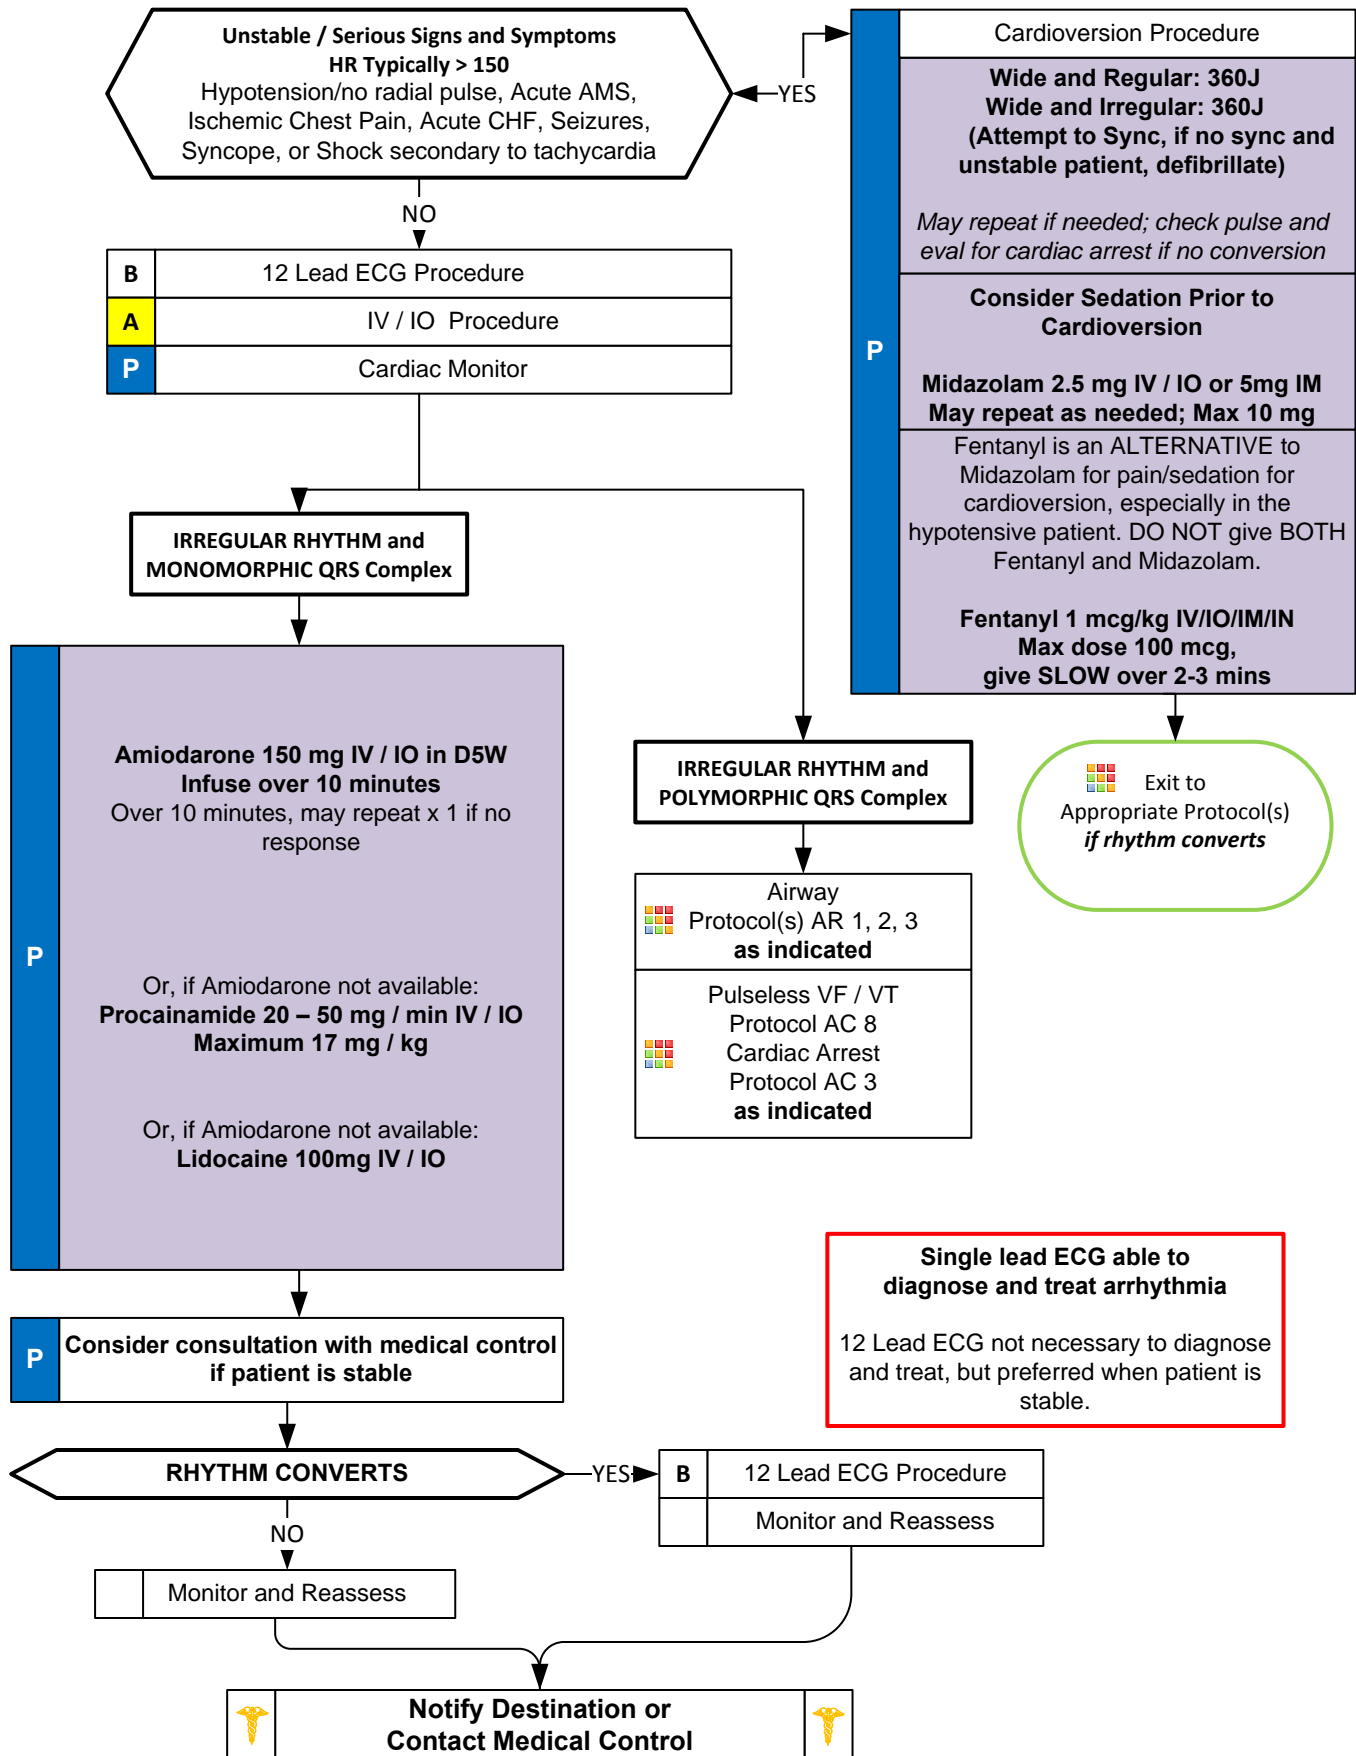 Unstable / Serious Signs and Symptoms
HR Typically > 150
Hypotension/no radial pulse, Acute AMS,
Ischemic Chest Pain, Acute CHF, Seizures,
Syncope, or Shock secondary to tachycardia
YES
NO
Cardioversion Procedure
P
Wide and Regular: 360J
Wide and Irregular: 360J
(Attempt to Sync, if no sync and
unstable patient, defibrillate)
May repeat if needed; check pulse and
eval for cardiac arrest if no conversion
Consider Sedation Prior to
Cardioversion
Midazolam 2.5 mg IV / IO or 5mg IM
May repeat as needed; Max 10 mg
Fentanyl is an ALTERNATIVE to
Midazolam for pain/sedation for
cardioversion, especially in the
hypotensive patient. DO NOT give BOTH
Fentanyl and Midazolam.
Fentanyl 1 mcg/kg IV/IO/IM/IN
Max dose 100 mcg,
give SLOW over 2-3 mins
Exit to
Appropriate Protocol(s)
if rhythm converts
B 12 Lead ECG Procedure
A IV / IO Procedure
P Cardiac Monitor
IRREGULAR RHYTHM and
MONOMORPHIC QRS Complex
P
Amiodarone 150 mg IV / IO in D5W
Infuse over 10 minutes
Over 10 minutes, may repeat x 1 if no
response
Or, if Amiodarone not available:
Procainamide 20 – 50 mg / min IV / IO
Maximum 17 mg / kg
Or, if Amiodarone not available:
Lidocaine 100mg IV / IO
IRREGULAR RHYTHM and
POLYMORPHIC QRS Complex
Airway
Protocol(s) AR 1, 2, 3
as indicated
Pulseless VF / VT
Protocol AC 8
Cardiac Arrest
Protocol AC 3
as indicated
Single lead ECG able to
diagnose and treat arrhythmia
12 Lead ECG not necessary to diagnose
and treat, but preferred when patient is
stable.
P
Consider consultation with medical control
if patient is stable
RHYTHM CONVERTS
YES
B 12 Lead ECG Procedure
Monitor and Reassess
NO
Monitor and Reassess
Notify Destination or
Contact Medical Control